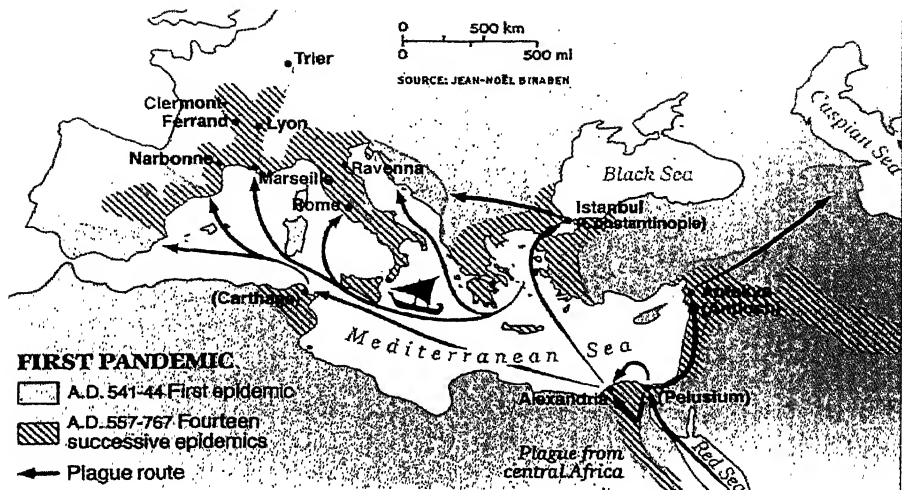 0 500 km
0 500 mi
SOURCE: JEAN-NOËL BIRABEN
Trier
Clermont-
Ferrand
Lyon
Narbonne
Marseille
Ravenna
Rome
Black Sea
Caspian Sea
Istanbul
(Constantinople)
(Carthage)
Antakya
(Antioch)
Mediterranean Sea
Alexandria
(Pelusium)
Red Sea
Plague from
central Africa
FIRST PANDEMIC
A.D. 541-44 First epidemic
A.D. 557-767 Fourteen
successive epidemics
Plague route